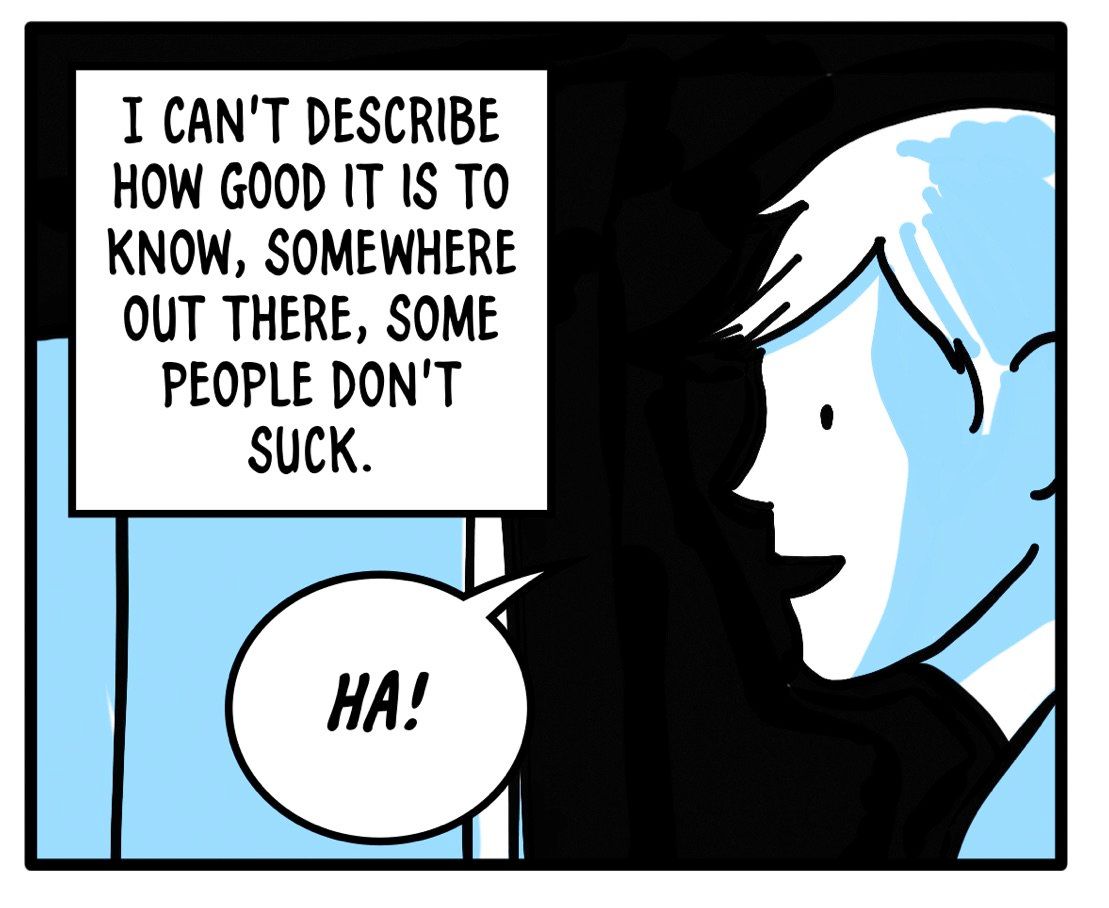 I CAN'T DESCRIBE
HOW GOOD IT IS TO
KNOW, SOMEWHERE
OUT THERE, SOME
PEOPLE DON'T
SUCK.
HA!